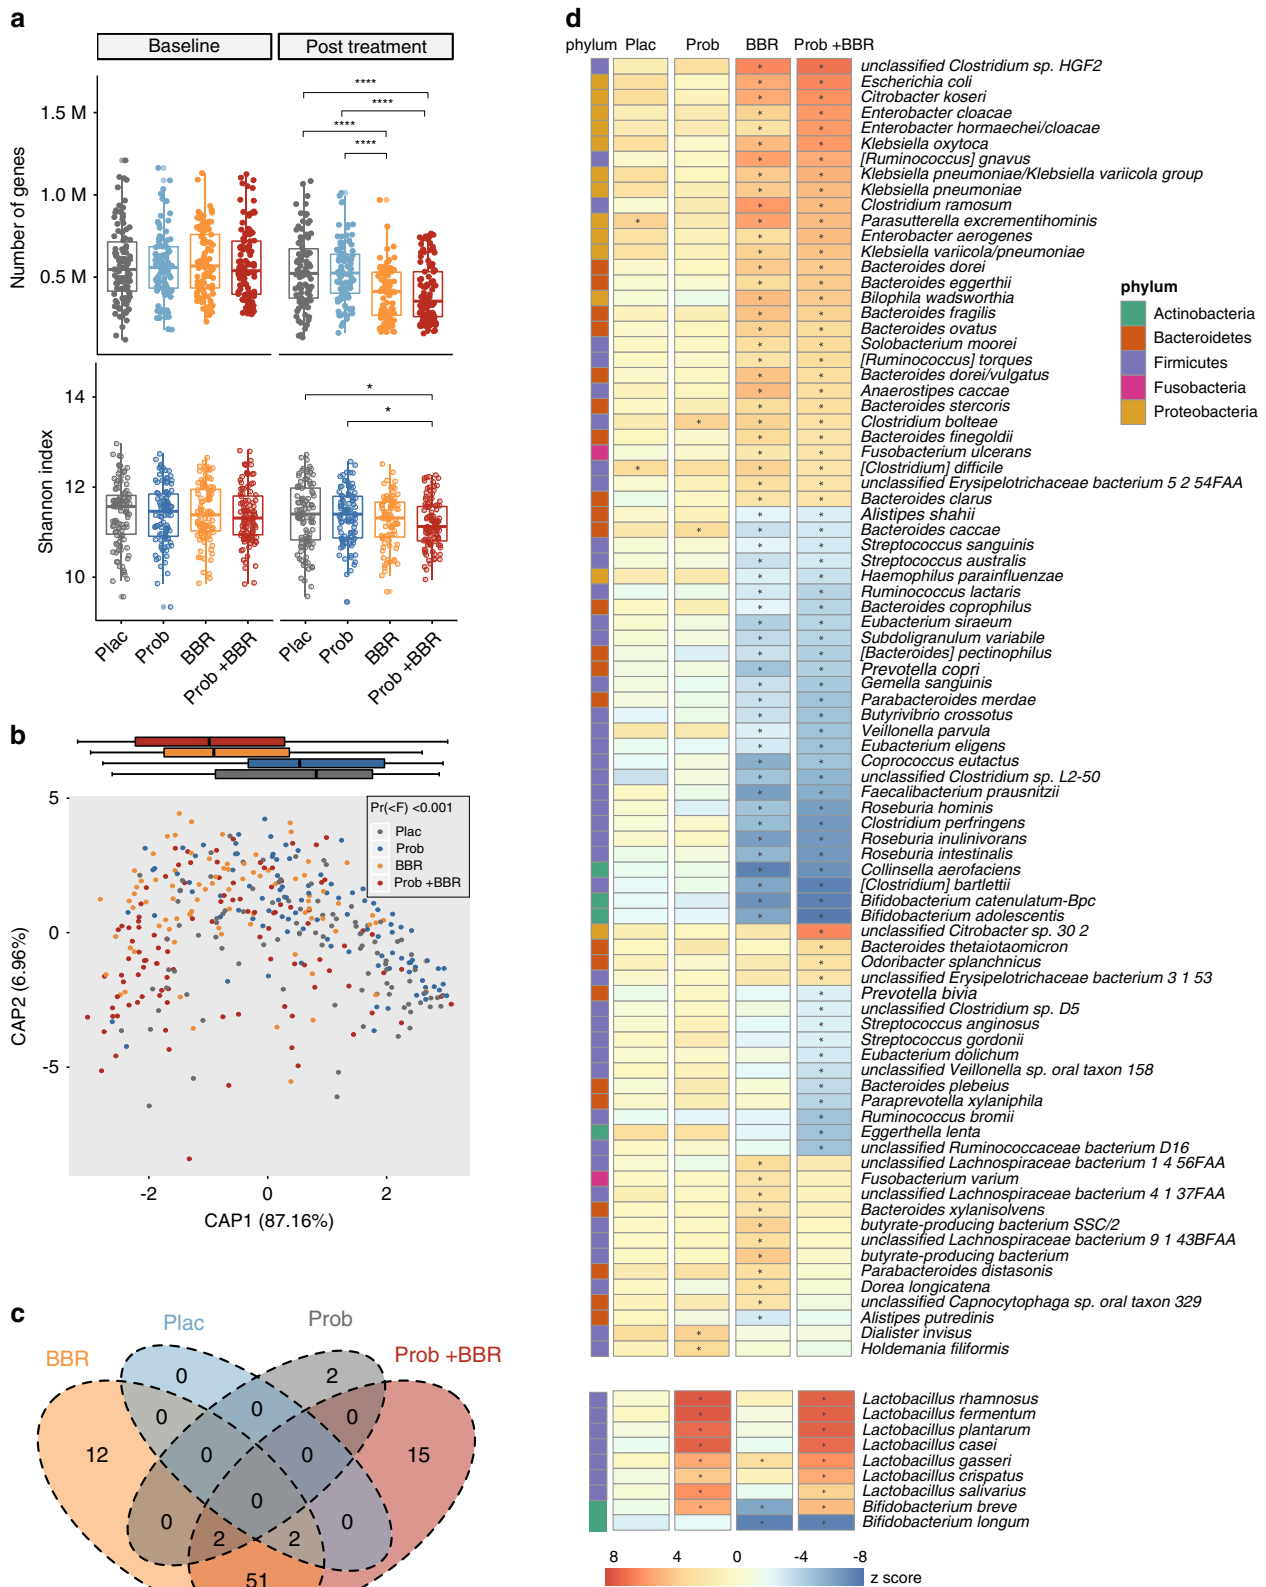 a
Baseline
Post treatment
Number of genes
1.5 M
1.0 M
0.5 M
****
****
****
****
Shannon index
14
12
10
*
*
Plac
Prob
BBR
Prob +BBR
Plac
Prob
BBR
Prob +BBR
b
Pr(<F) <0.001
Plac
Prob
BBR
Prob +BBR
CAP2 (6.96%)
5
0
-5
-2
0
2
CAP1 (87.16%)
c
Plac
Prob
BBR
Prob +BBR
0
2
0
0
0
12
0
0
15
0
0
2
2
0
51
d
phylum Plac Prob BBR Prob +BBR
unclassified Clostridium sp. HGF2
Escherichia coli
Citrobacter koseri
Enterobacter cloacae
Enterobacter hormaechei/cloacae
Klebsiella oxytoca
[Ruminococcus] gnavus
Klebsiella pneumoniae/Klebsiella variicola group
Klebsiella pneumoniae
Clostridium ramosum
Parasutterella excrementihominis
Enterobacter aerogenes
Klebsiella variicola/pneumoniae
Bacteroides dorei
Bacteroides eggerthii
Bilophila wadsworthia
Bacteroides fragilis
Bacteroides ovatus
Solobacterium moorei
[Ruminococcus] torques
Bacteroides dorei/vulgatus
Anaerostipes caccae
Bacteroides stercoris
Clostridium bolteae
Bacteroides finegoldii
Fusobacterium ulcerans
[Clostridium] difficile
unclassified Erysipelotrichaceae bacterium 5 2 54FAA
Bacteroides clarus
Alistipes shahii
Bacteroides caccae
Streptococcus sanguinis
Streptococcus australis
Haemophilus parainfluenzae
Ruminococcus lactaris
Bacteroides coprophilus
Eubacterium siraeum
Subdoligranulum variabile
[Bacteroides] pectinophilus
Prevotella copri
Gemella sanguinis
Parabacteroides merdae
Butyrivibrio crossotus
Veillonella parvula
Eubacterium eligens
Coprococcus eutactus
unclassified Clostridium sp. L2-50
Faecalibacterium prausnitzii
Roseburia hominis
Clostridium perfringens
Roseburia inulinivorans
Roseburia intestinalis
Collinsella aerofaciens
[Clostridium] bartlettii
Bifidobacterium catenulatum-Bpc
Bifidobacterium adolescentis
unclassified Citrobacter sp. 30 2
Bacteroides thetaiotaomicron
Odoribacter splanchnicus
unclassified Erysipelotrichaceae bacterium 3 1 53
Prevotella bivia
unclassified Clostridium sp. D5
Streptococcus anginosus
Streptococcus gordonii
Eubacterium dolichum
unclassified Veillonella sp. oral taxon 158
Bacteroides plebeius
Paraprevotella xylaniphila
Ruminococcus bromii
Eggerthella lenta
unclassified Ruminococcaceae bacterium D16
unclassified Lachnospiraceae bacterium 1 4 56FAA
Fusobacterium varium
unclassified Lachnospiraceae bacterium 4 1 37FAA
Bacteroides xylanisolvens
butyrate-producing bacterium SSC/2
unclassified Lachnospiraceae bacterium 9 1 43BFAA
butyrate-producing bacterium
Parabacteroides distasonis
Dorea longicatena
unclassified Capnocytophaga sp. oral taxon 329
Alistipes putredinis
Dialister invisus
Holdemania filiformis
Lactobacillus rhamnosus
Lactobacillus fermentum
Lactobacillus plantarum
Lactobacillus casei
Lactobacillus gasseri
Lactobacillus crispatus
Lactobacillus salivarius
Bifidobacterium breve
Bifidobacterium longum
8 4 0 -4 -8
z score
phylum
Actinobacteria
Bacteroidetes
Firmicutes
Fusobacteria
Proteobacteria